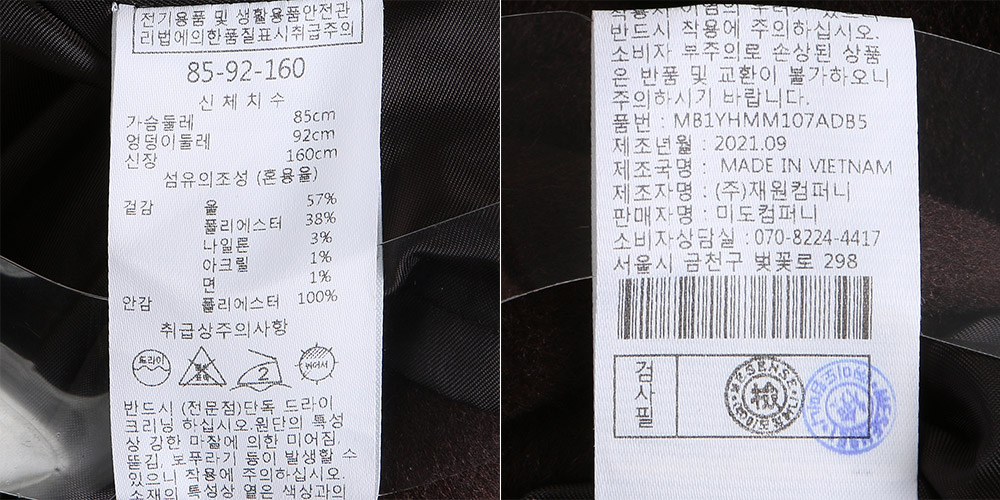 전기용품 및 생활용품안전관
리법에의한품질표시취급주의
85-92-160
신체치수
가슴둘레 85cm
엉덩이둘레 92cm
신장 160cm
섬유의조성 (혼용율)
겉감 울 57%
폴리에스터 38%
나일론 3%
아크릴 1%
면 1%
안감 폴리에스터 100%
취급상주의사항
드라이
2
반드시 (전문점)단독 드라이
크리닝 하십시오.원단의 특성
상 강한 마찰에 의한 미어짐,
뜯김, 보푸라기 등이 발생할 수
있으니 착용에 주의하십시오.
소재의 특성상 옅은 색상과의
반드시 착용에 주의하십시오.
소비자 부주의로 손상된 상품
은 반품 및 교환이 불가하오니
주의하시기 바랍니다.
품번 : MB1YHMM107ADB5
제조년월 : 2021.09
제조국명 : MADE IN VIETNAM
제조자명 : (주)재원컴퍼니
판매자명 : 미도컴퍼니
소비자상담실 : 070-8224-4417
서울시 금천구 벚꽃로 298
검사필